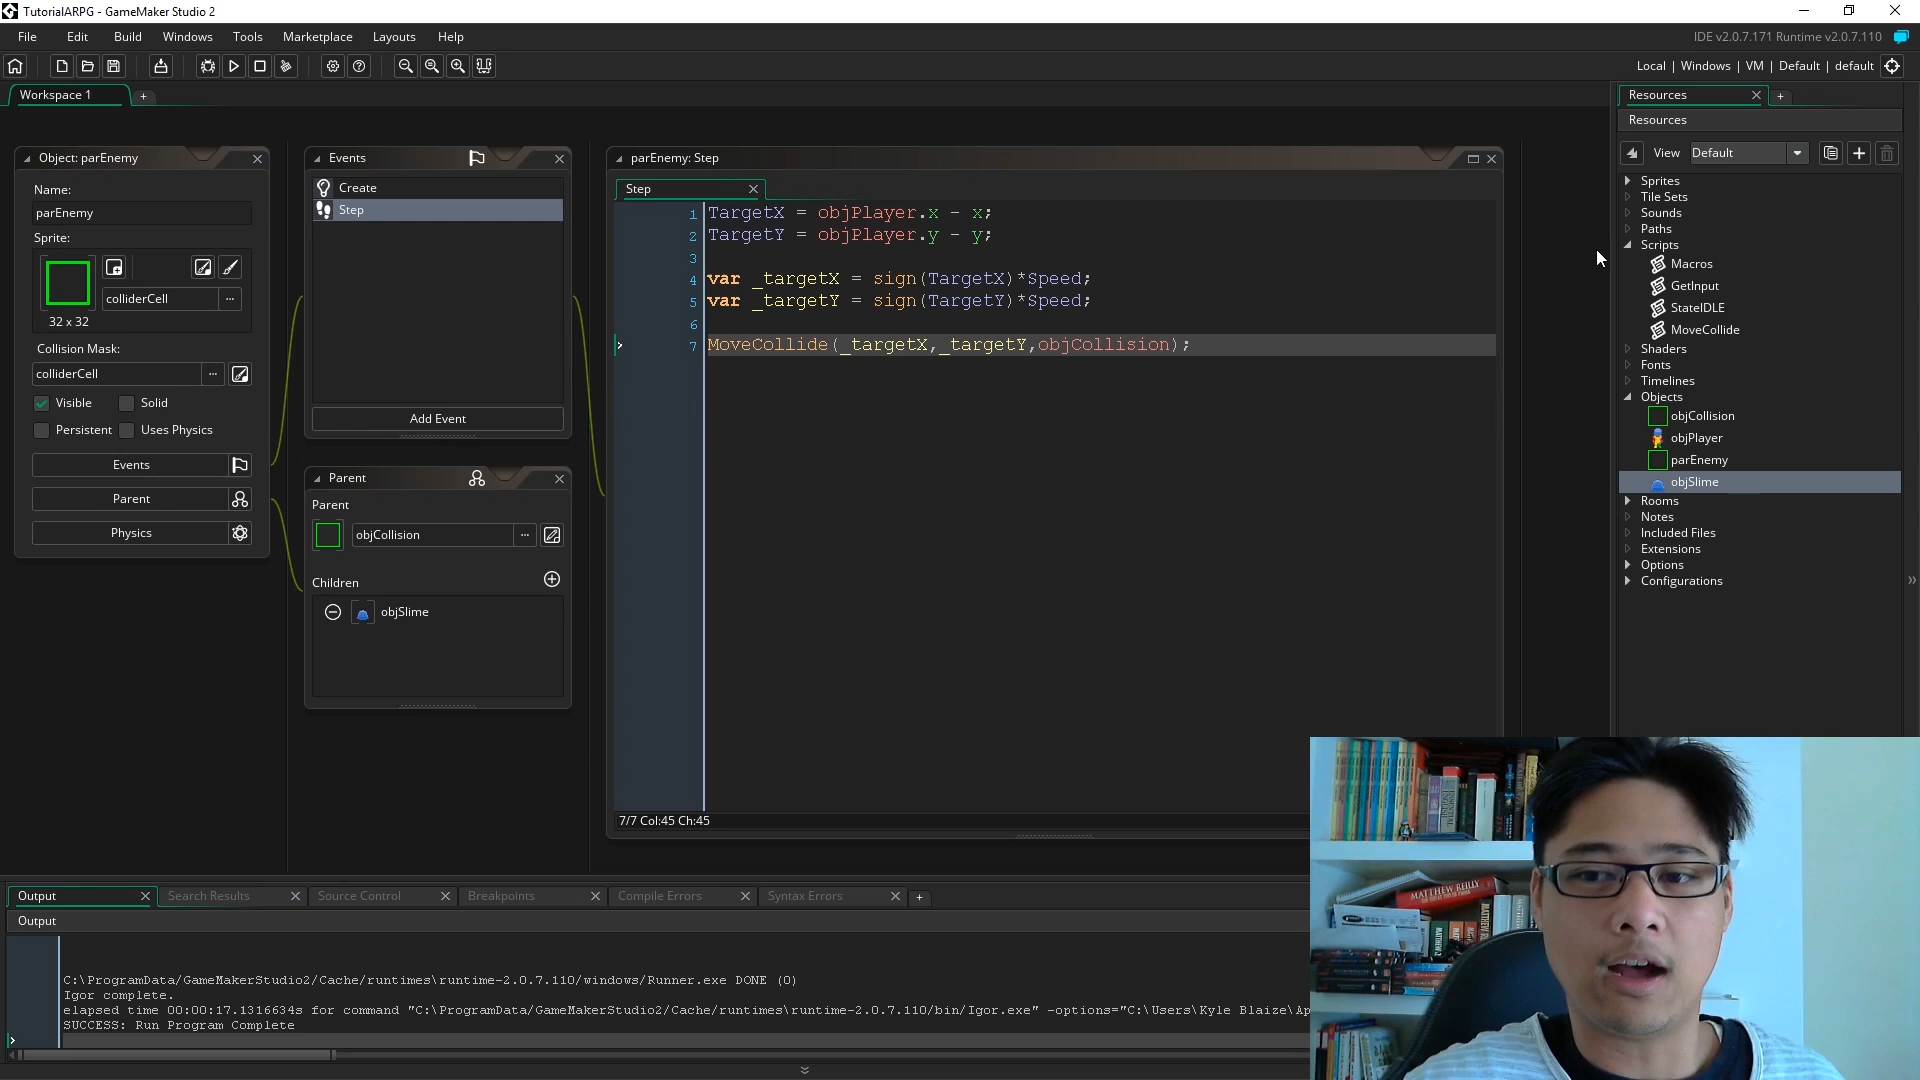 TutorialARPG - GameMaker Studio 2
File Edit Build Windows Tools Marketplace Layouts Help
IDE v2.0.7.171 Runtime v2.0.7.110
Local | Windows | VM | Default | default
Workspace 1
Resources
Resources
View Default
Object: parEnemy
Name:
parEnemy
Sprite:
colliderCell
32 x 32
Collision Mask:
colliderCell
Visible
Solid
Persistent
Uses Physics
Events
Parent
Physics
Events
Create
Step
Add Event
Parent
Parent
objCollision
Children
objSlime
parEnemy: Step
Step
1 TargetX = objPlayer.x - x;
2 TargetY = objPlayer.y - y;
3
4 var _targetX = sign(TargetX)*Speed;
5 var _targetY = sign(TargetY)*Speed;
6
7 MoveCollide(_targetX,_targetY,objCollision);
7/7 Col:45 Ch:45
Sprites
Tile Sets
Sounds
Paths
Scripts
Macros
GetInput
StateIDLE
MoveCollide
Shaders
Fonts
Timelines
Objects
objCollision
objPlayer
parEnemy
objSlime
Rooms
Notes
Included Files
Extensions
Options
Configurations
Output
Search Results
Source Control
Breakpoints
Compile Errors
Syntax Errors
Output
C:\ProgramData/GameMakerStudio2/Cache/runtimes\runtime-2.0.7.110/windows/Runner.exe DONE (0)
Igor complete.
elapsed time 00:00:17.1316634s for command "C:\ProgramData/GameMakerStudio2/Cache/runtimes\runtime-2.0.7.110/bin/Igor.exe" -options="C:\Users\Kyle Blaize\Ap
SUCCESS: Run Program Complete
MATTHEW REILLY